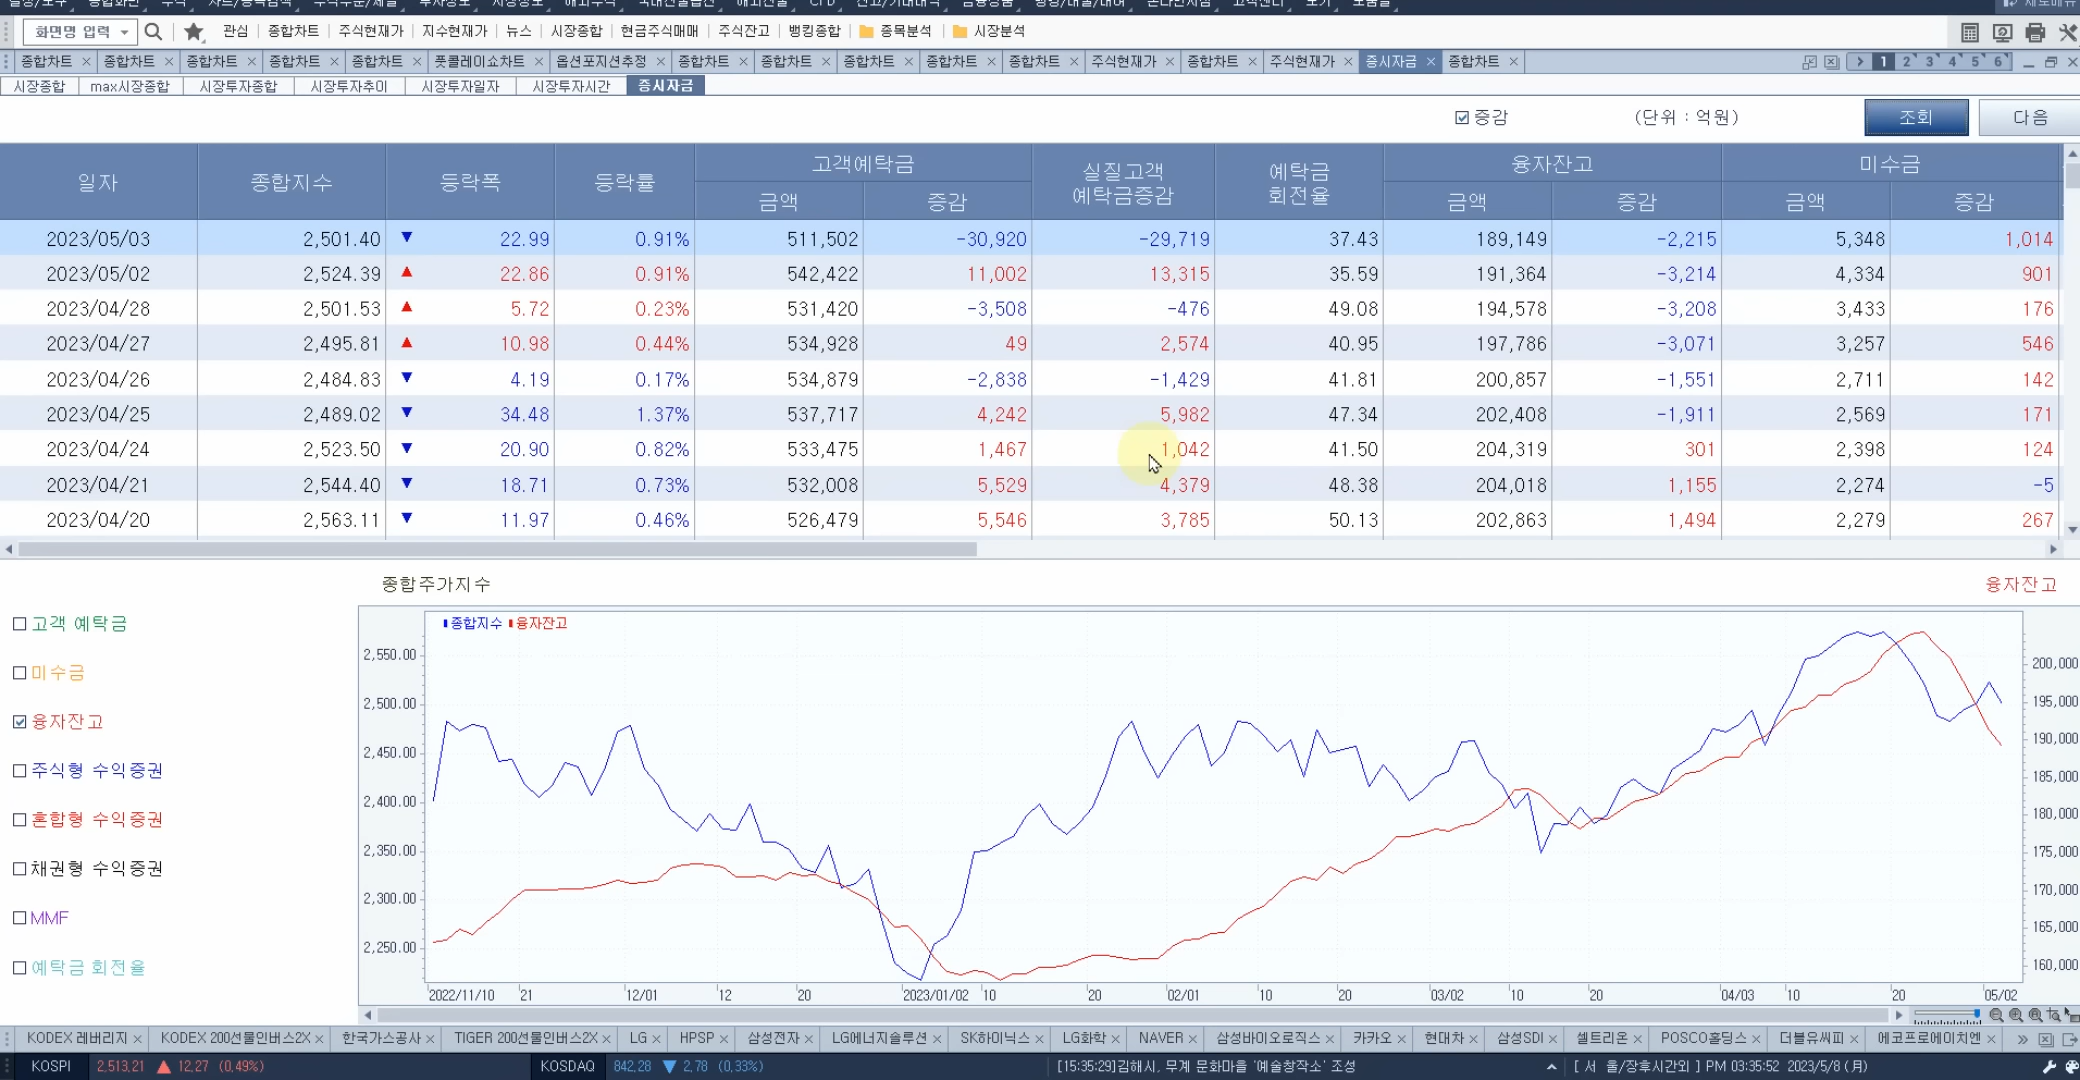 화면명 입력 관심 종합차트 주식현재가 지수현재가 뉴스 시장종합 현금주식매매 주식잔고 뱅킹종합 종목분석 시장분석
종합차트 × 종합차트 × 종합차트 × 종합차트 × 종합차트 × 풋콜레이쇼차트 × 옵션포지션추정 × 종합차트 × 종합차트 × 종합차트 × 종합차트 × 주식현재가 × 종합차트 × 주식현재가 × 증시자금 × 종합차트 × 1 2 3 4 5 6
시장종합 max시장종합 시장투자종합 시장투자추이 시장투자일자 시장투자시간 증시자금
증감 (단위 : 억원) 조회 다음
일자 종합지수 등락폭 등락률 고객예탁금 실질고객 예탁금 융자잔고 미수금
금액 증감 예탁금증감 회전율 금액 증감 금액 증감
2023/05/03 2,501.40 ▼ 22.99 0.91% 511,502 -30,920 -29,719 37.43 189,149 -2,215 5,348 1,014
2023/05/02 2,524.39 ▲ 22.86 0.91% 542,422 11,002 13,315 35.59 191,364 -3,214 4,334 901
2023/04/28 2,501.53 ▲ 5.72 0.23% 531,420 -3,508 -476 49.08 194,578 -3,208 3,433 176
2023/04/27 2,495.81 ▲ 10.98 0.44% 534,928 49 2,574 40.95 197,786 -3,071 3,257 546
2023/04/26 2,484.83 ▼ 4.19 0.17% 534,879 -2,838 -1,429 41.81 200,857 -1,551 2,711 142
2023/04/25 2,489.02 ▼ 34.48 1.37% 537,717 4,242 5,982 47.34 202,408 -1,911 2,569 171
2023/04/24 2,523.50 ▼ 20.90 0.82% 533,475 1,467 1,042 41.50 204,319 301 2,398 124
2023/04/21 2,544.40 ▼ 18.71 0.73% 532,008 5,529 4,379 48.38 204,018 1,155 2,274 -5
2023/04/20 2,563.11 ▼ 11.97 0.46% 526,479 5,546 3,785 50.13 202,863 1,494 2,279 267
종합주가지수 융자잔고
고객 예탁금
미수금
융자잔고
주식형 수익증권
혼합형 수익증권
채권형 수익증권
MMF
예탁금 회전율
종합지수 융자잔고
2,550.00
2,500.00
2,450.00
2,400.00
2,350.00
2,300.00
2,250.00
200,000
195,000
190,000
185,000
180,000
175,000
170,000
165,000
160,000
2022/11/10 21 12/01 12 20 2023/01/02 10 20 02/01 10 20 03/02 10 20 04/03 10 20 05/02
KODEX 레버리지 × KODEX 200선물인버스2X × 한국가스공사 × TIGER 200선물인버스2X × LG × HPSP × 삼성전자 × LG에너지솔루션 × SK하이닉스 × LG화학 × NAVER × 삼성바이오로직스 × 카카오 × 현대차 × 삼성SDI × 셀트리온 × POSCO홀딩스 × 더블유씨피 × 에코프로에이치엔 ×
KOSPI 2,513.21 ▲ 12.27 (0.49%) KOSDAQ 842.28 ▼ 2.78 (0.33%) [15:35:29]김해시, 무계 문화마을 '예술창작소' 조성 [ 서 울/장후시간외 ] PM 03:35:52 2023/5/8 (월)